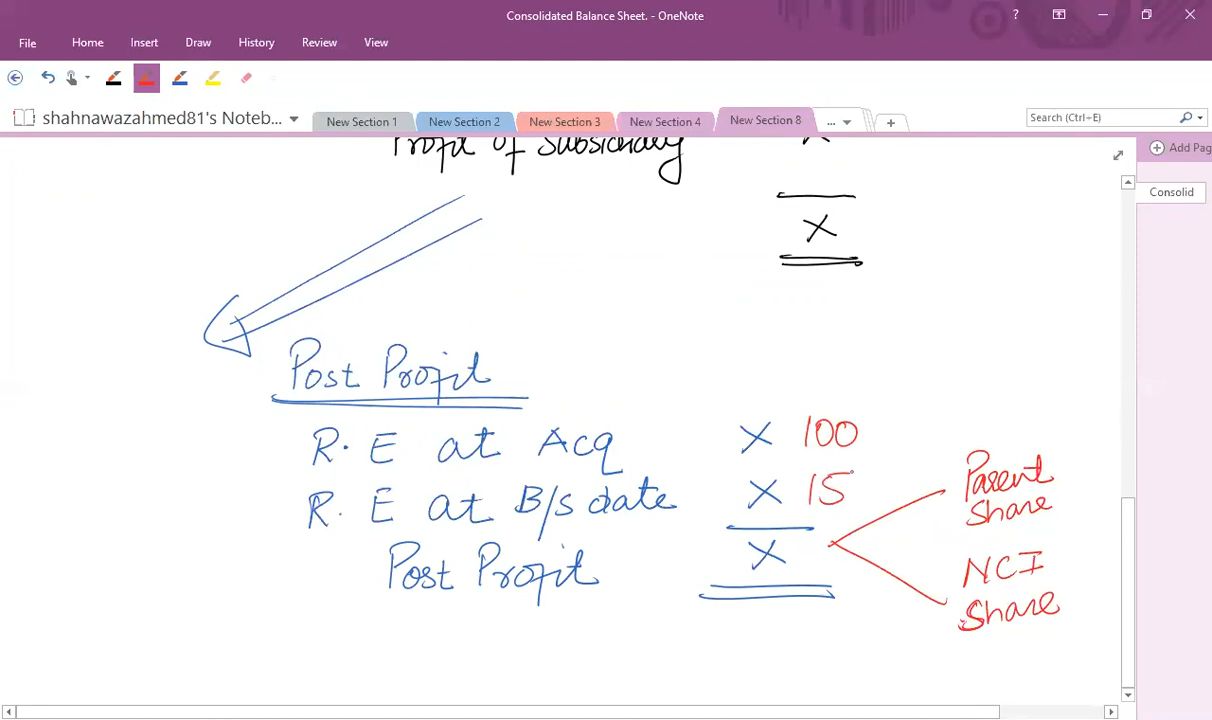 Consolidated Balance Sheet. - OneNote
?
File Home Insert Draw History Review View
shahnawazahmed81's Noteb... New Section 1 New Section 2 New Section 3 New Section 4 New Section 8 ... + Search (Ctrl+E)
Add Pag
Consolid
Profit of Subsidiary X
X
Post Profit
R.E at Acq X 100
R.E at B/s date X 15
Post Profit X
Parent
Share
NCI
Share